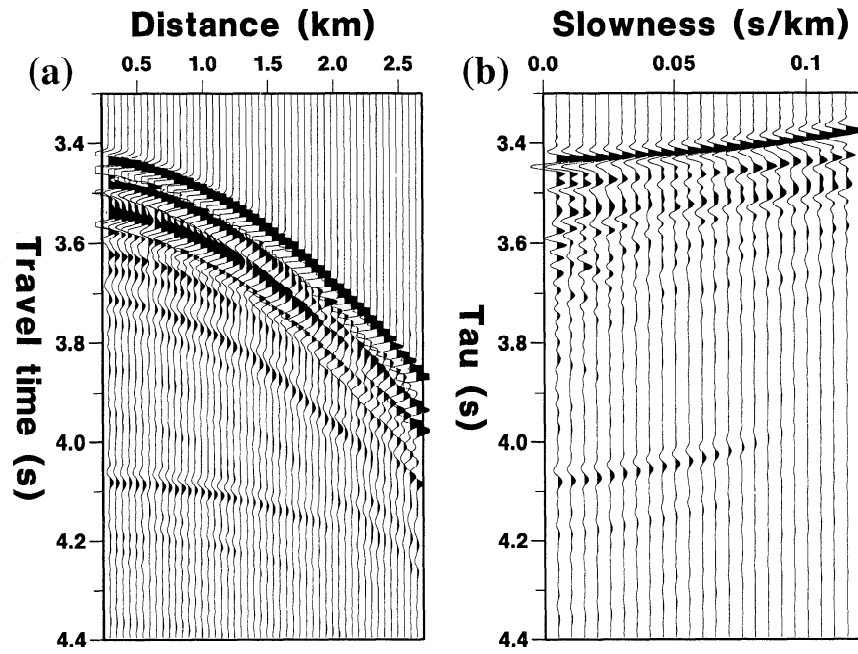 Distance (km)
(a)
0.5 1.0 1.5 2.0 2.5
Travel time (s)
3.4
3.6
3.8
4.0
4.2
4.4
Slowness (s/km)
(b)
0.0 0.05 0.1
Tau (s)
3.4
3.6
3.8
4.0
4.2
4.4